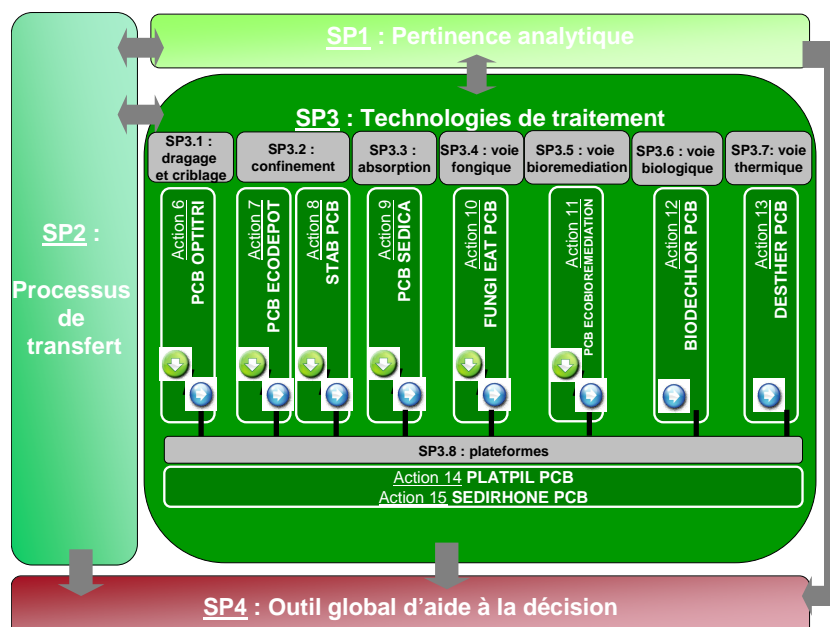 SP1 : Pertinence analytique
SP2 :
Processus
de
transfert
SP3 : Technologies de traitement
SP3.1 :
dragage
et criblage
SP3.2 :
confinement
SP3.3 :
absorption
SP3.4 : voie
fongique
SP3.5 : voie
bioremediation
SP3.6 : voie
biologique
SP3.7: voie
thermique
Action 6
PCB OPTITRI
Action 7
PCB ECODEPOT
Action 8
STAB PCB
Action 9
PCB SEDICA
Action 10
FUNGI EAT PCB
Action 11
PCB ECOBIOREMEDIATION
Action 12
BIODECHLOR PCB
Action 13
DESTHER PCB
SP3.8 : plateformes
Action 14 PLATPIL PCB
Action 15 SEDIRHONE PCB
SP4 : Outil global d'aide à la décision